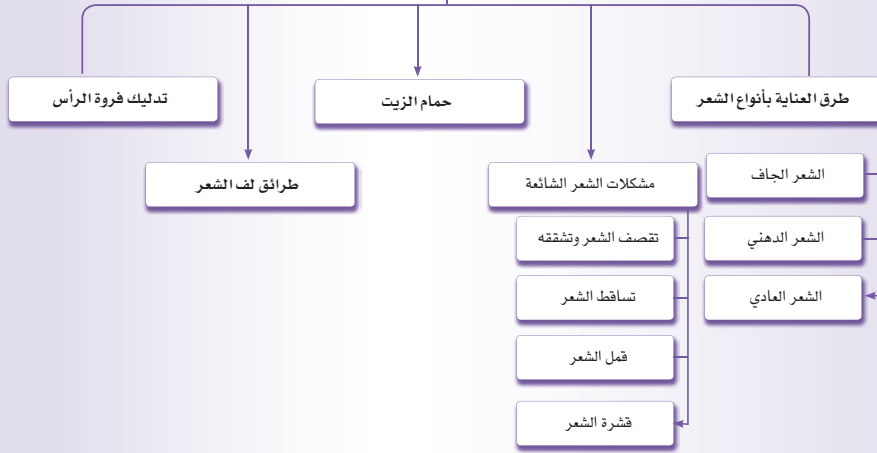 طرق العناية بأنواع الشعر
الشعر الجاف
الشعر الدهني
الشعر العادي
مشكلات الشعر الشائعة
تقصف الشعر وتشققه
تساقط الشعر
قمل الشعر
قشرة الشعر
حمام الزيت
طرائق لف الشعر
تدليك فروة الرأس